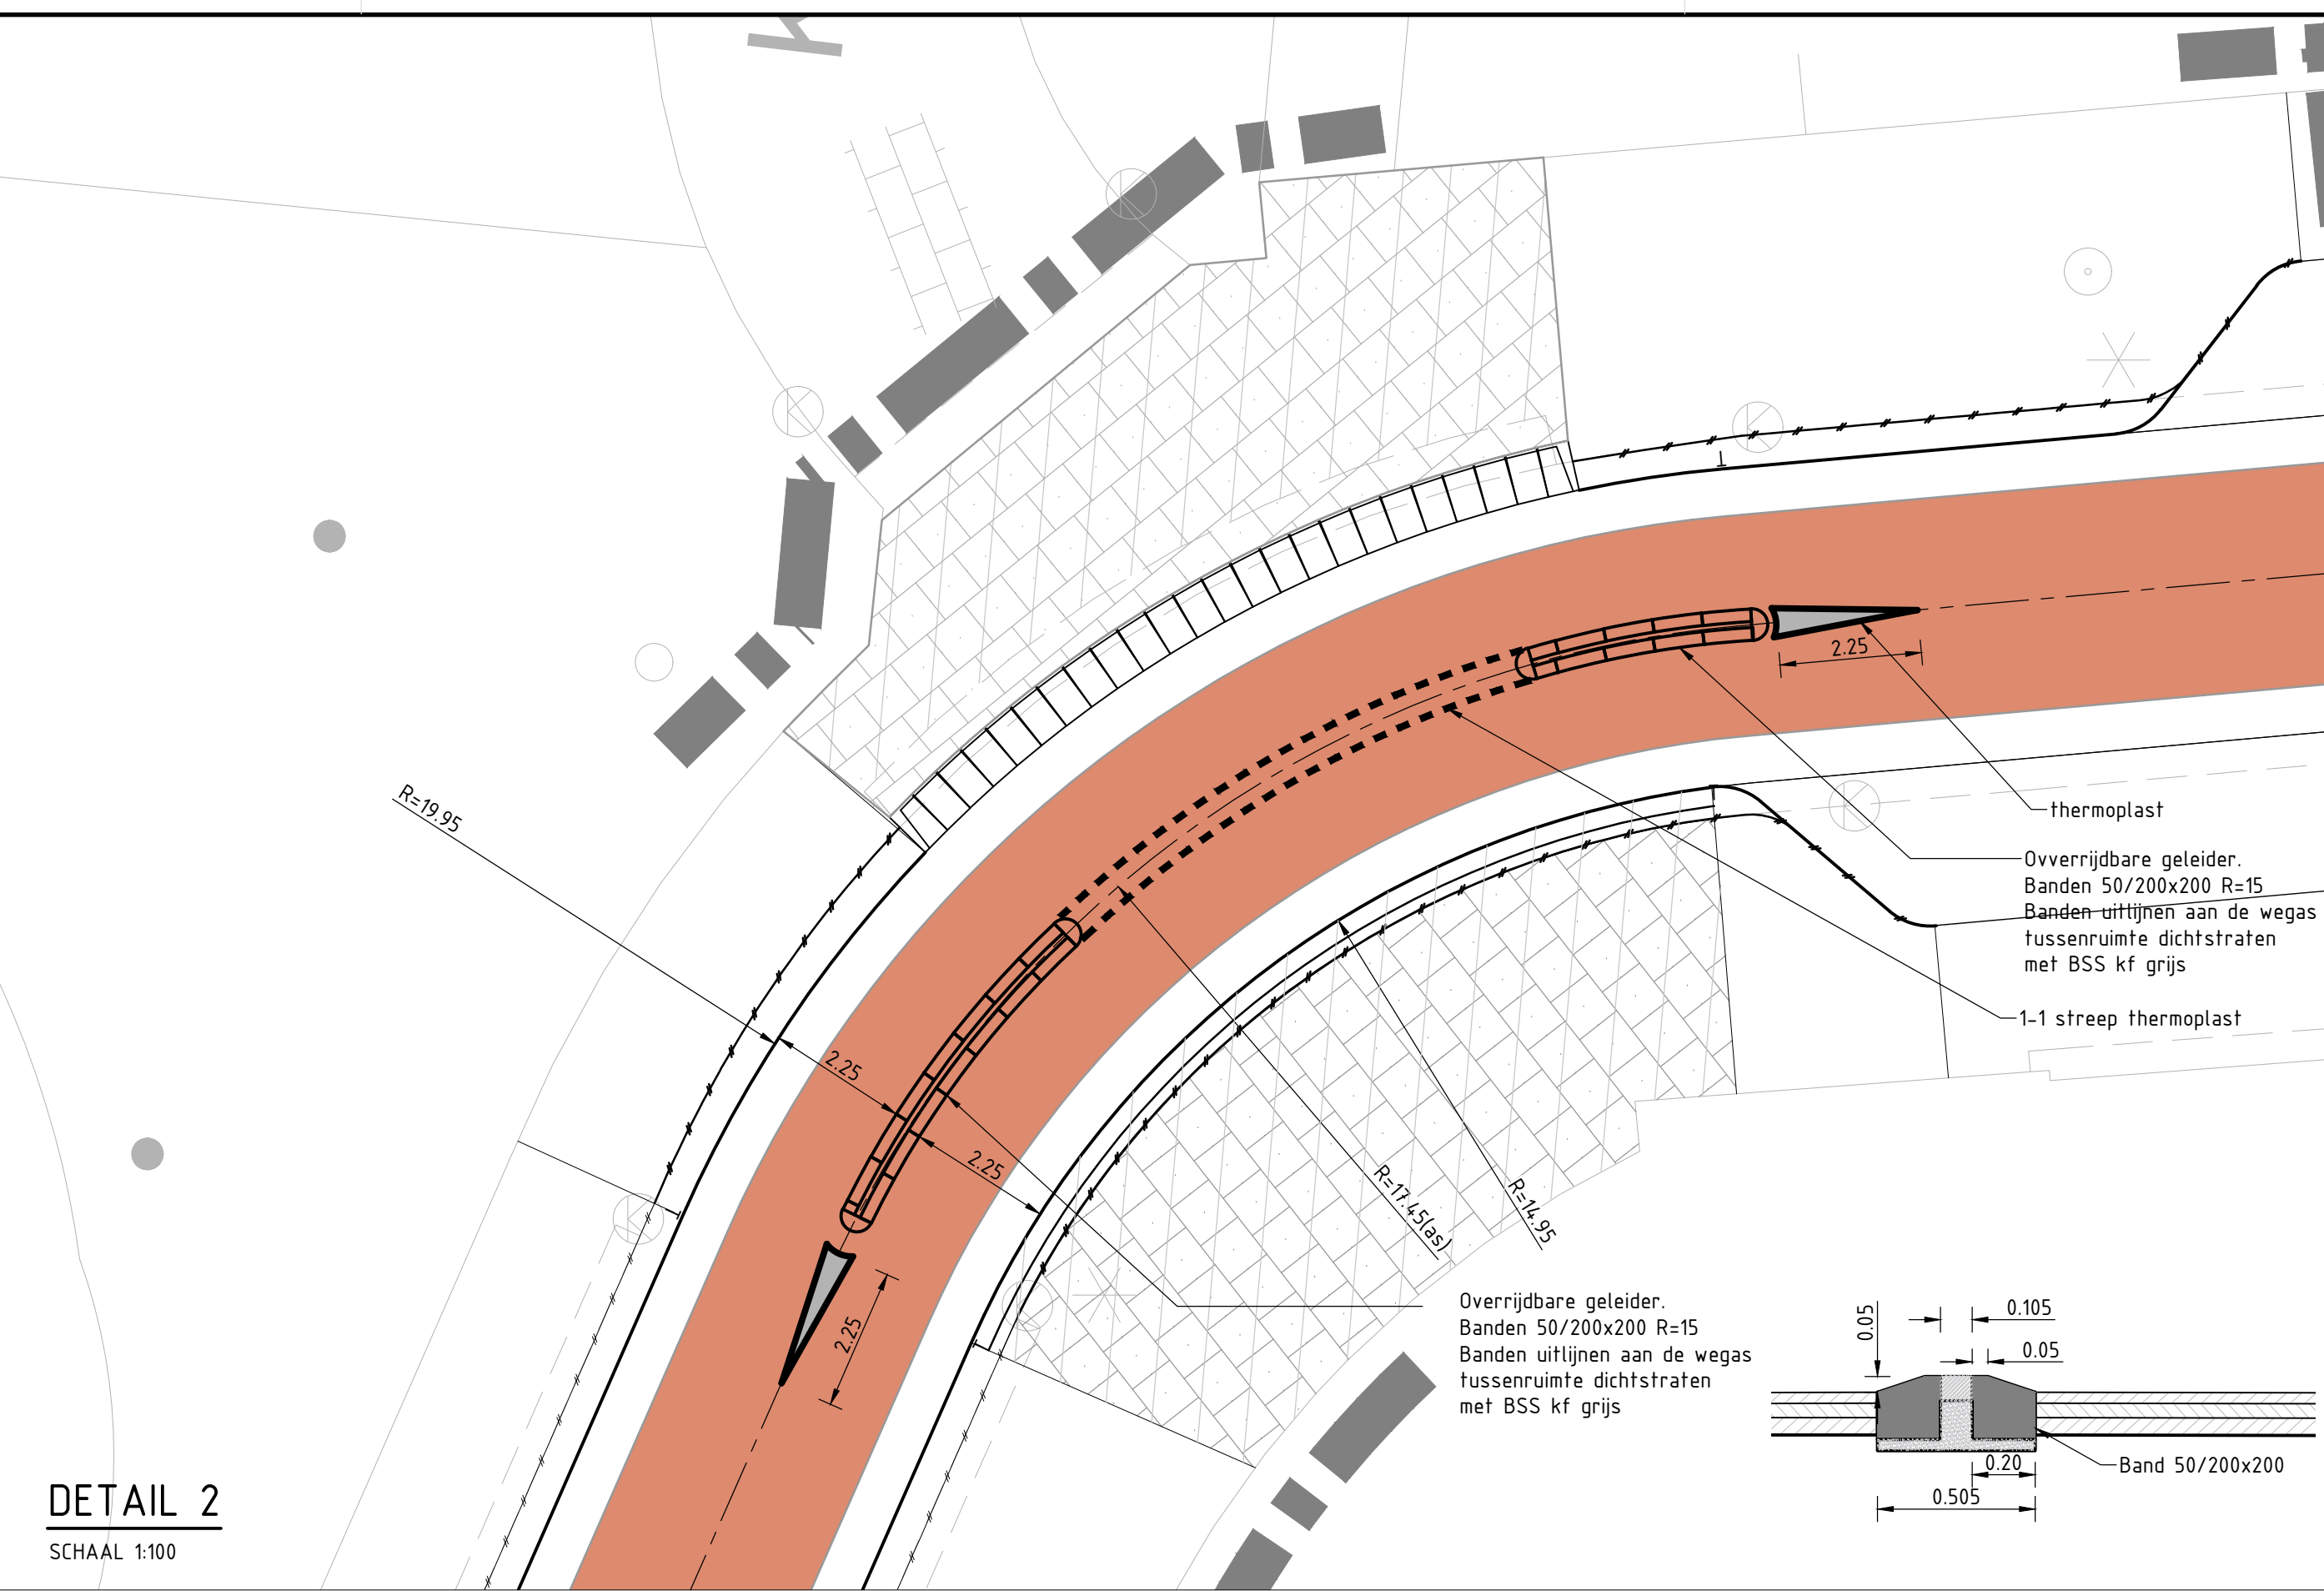 R=19.95
2.25
2.25
2.25
2.25
R=17.45(as)
R=14.95
thermoplast
Ovverrijdbare geleider.
Banden 50/200x200 R=15
Banden uitlijnen aan de wegas
tussenruimte dichtstraten
met BSS kf grijs
1-1 streep thermoplast
Overrijdbare geleider.
Banden 50/200x200 R=15
Banden uitlijnen aan de wegas
tussenruimte dichtstraten
met BSS kf grijs
0.05
0.105
0.05
0.20
0.505
Band 50/200x200
DETAIL 2
SCHAAL 1:100